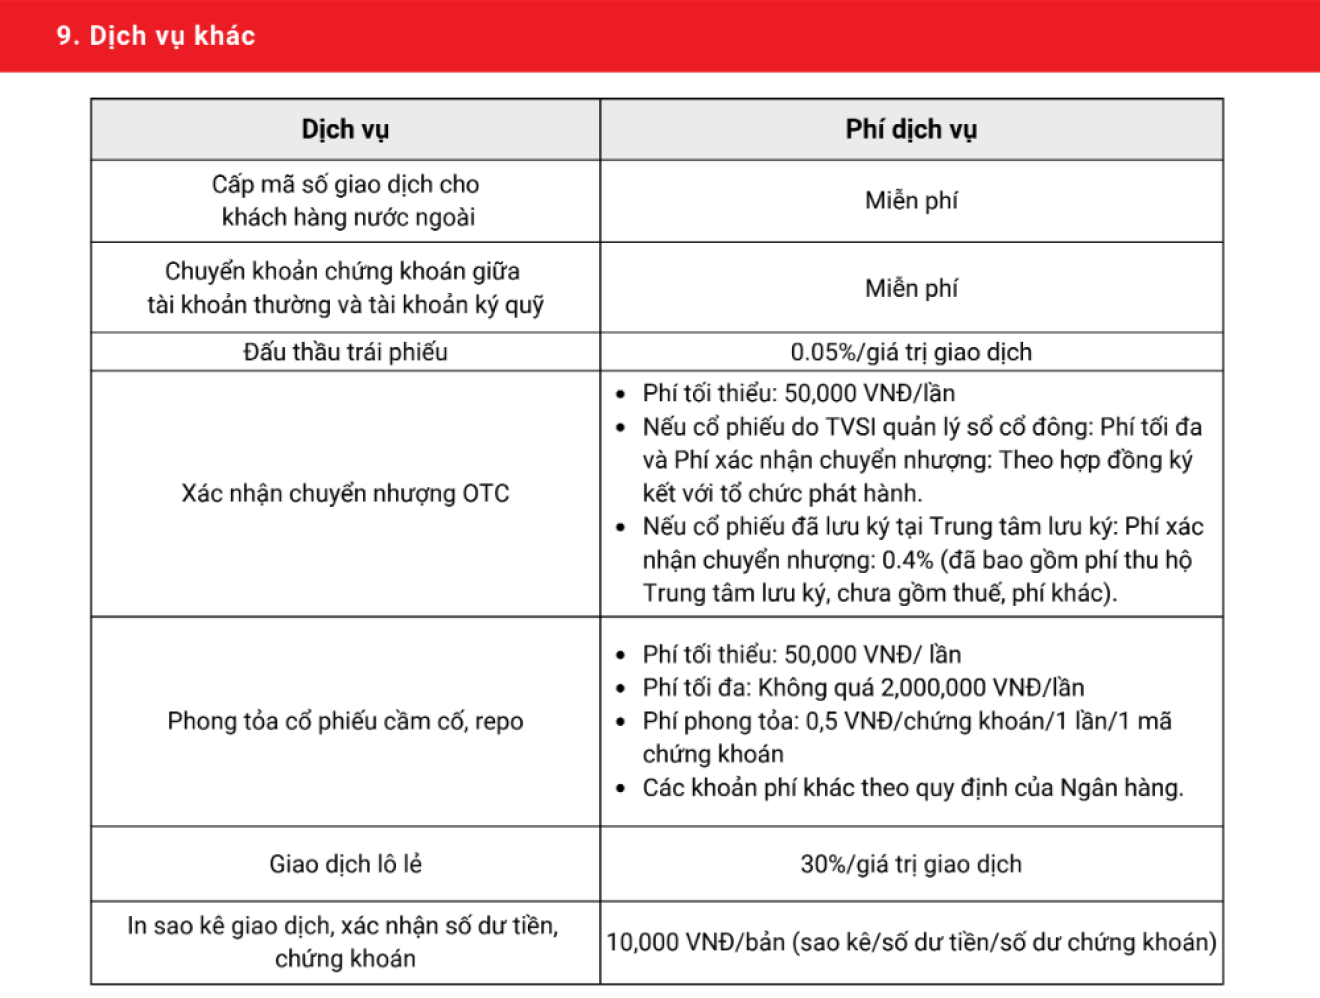 9. Dịch vụ khác
Dịch vụ
Phí dịch vụ
Cấp mã số giao dịch cho
khách hàng nước ngoài
Miễn phí
Chuyển khoản chứng khoán giữa
tài khoản thường và tài khoản ký quỹ
Miễn phí
Đấu thầu trái phiếu
0.05%/giá trị giao dịch
Xác nhận chuyển nhượng OTC
• Phí tối thiểu: 50,000 VNĐ/lần
• Nếu cổ phiếu do TVSI quản lý sổ cổ đông: Phí tối đa
và Phí xác nhận chuyển nhượng: Theo hợp đồng ký
kết với tổ chức phát hành.
• Nếu cổ phiếu đã lưu ký tại Trung tâm lưu ký: Phí xác
nhận chuyển nhượng: 0.4% (đã bao gồm phí thu hộ
Trung tâm lưu ký, chưa gồm thuế, phí khác).
Phong tỏa cổ phiếu cầm cố, repo
• Phí tối thiểu: 50,000 VNĐ/ lần
• Phí tối đa: Không quá 2,000,000 VNĐ/lần
• Phí phong tỏa: 0,5 VNĐ/chứng khoán/1 lần/1 mã
chứng khoán
• Các khoản phí khác theo quy định của Ngân hàng.
Giao dịch lô lẻ
30%/giá trị giao dịch
In sao kê giao dịch, xác nhận số dư tiền,
chứng khoán
10,000 VNĐ/bản (sao kê/số dư tiền/số dư chứng khoán)